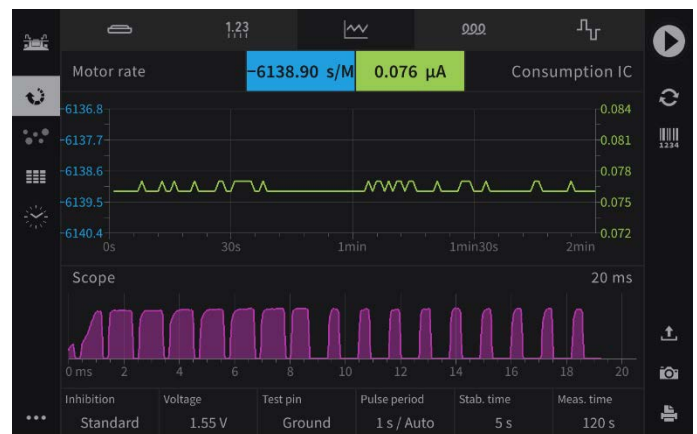 1.23
Motor rate
-6138.90 s/M
0.076 µA
Consumption IC
1234
-6136.8
0.084
-6137.7
0.081
-6138.6
0.078
-6139.5
0.075
-6140.4
0.072
0s 30s 1min 1min30s 2min
Scope
20 ms
0 ms 2 4 6 8 10 12 14 16 18 20
Inhibition Voltage Test pin Pulse period Stab. time Meas. time
Standard 1.55 V Ground 1 s / Auto 5 s 120 s